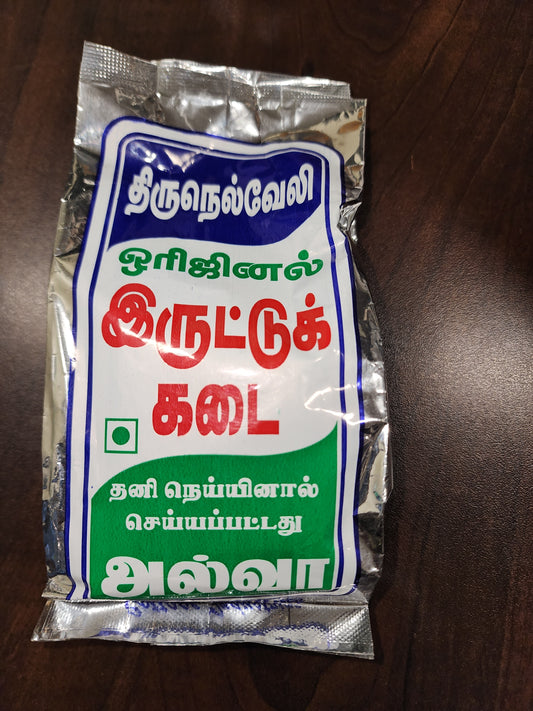 திருநெல்வேலி
ஒரிஜினல்
இருட்டுக்
கடை
தனி நெய்யினால்
செய்யப்பட்டது
அல்வா